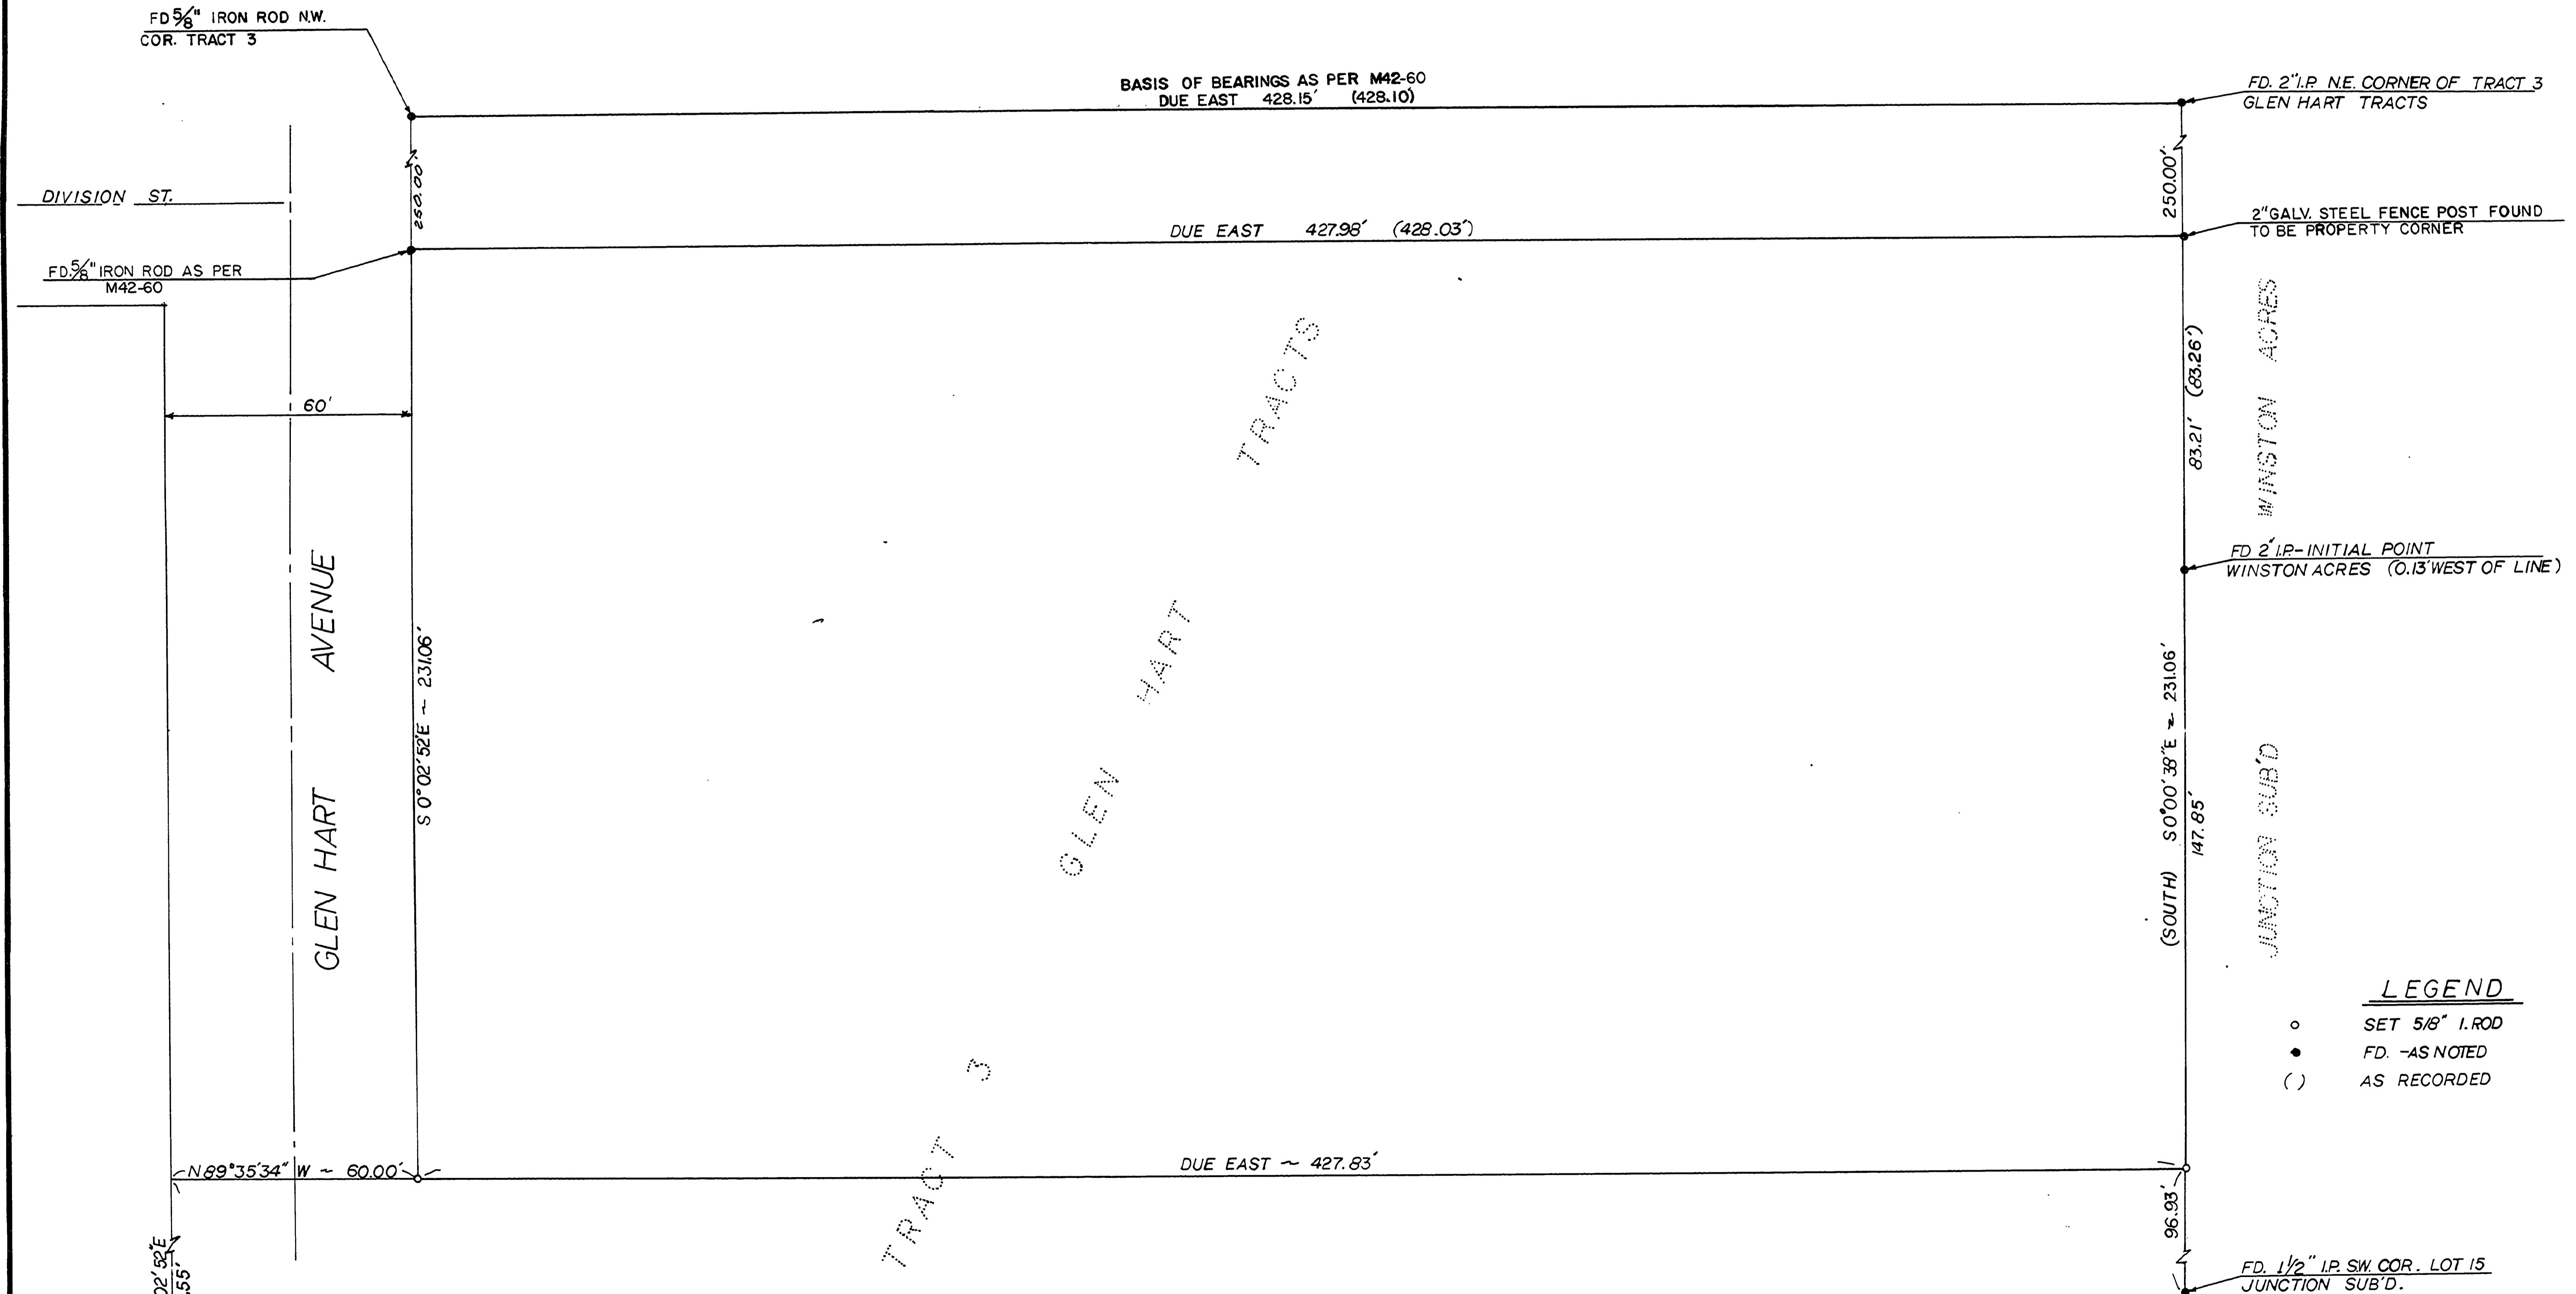 FD 5/8" IRON ROD N.W.
COR. TRACT 3
BASIS OF BEARINGS AS PER M42-60
DUE EAST 428.15' (428.10)
FD. 2" I.P. N.E. CORNER OF TRACT 3
GLEN HART TRACTS
250.00'
250.00'
DIVISION ST.
DUE EAST 427.98' (428.03')
2" GALV. STEEL FENCE POST FOUND
TO BE PROPERTY CORNER
FD. 5/8" IRON ROD AS PER
M42-60
60'
83.21' (83.26')
WINSTON ACRES
FD 2" I.P.-INITIAL POINT
WINSTON ACRES (0.13' WEST OF LINE)
GLEN HART AVENUE
S 0°02'52"E ~ 231.06'
TRACT 3 GLEN HART TRACTS
(SOUTH) S0°00'38"E ~ 231.06'
147.85'
JUNCTION SUB'D
LEGEND
SET 5/8" I. ROD
FD. -AS NOTED
( ) AS RECORDED
N89°35'34" W ~ 60.00'
DUE EAST ~ 427.83'
96.93'
02'52"E
.55'
FD. 1 1/2" I.P. S.W. COR. LOT 15
JUNCTION SUB'D.